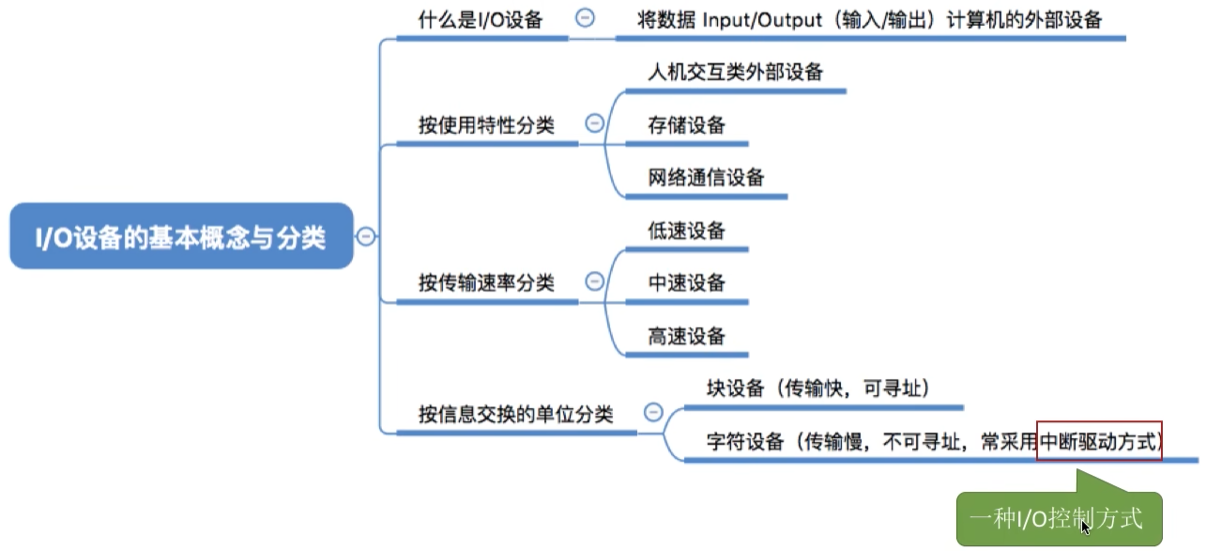 什么是I/O设备
将数据 Input/Output（输入/输出）计算机的外部设备
人机交互类外部设备
按使用特性分类
存储设备
网络通信设备
I/O设备的基本概念与分类
低速设备
按传输速率分类
中速设备
高速设备
块设备（传输快，可寻址）
按信息交换的单位分类
字符设备（传输慢，不可寻址，常采用中断驱动方式）
一种I/O控制方式